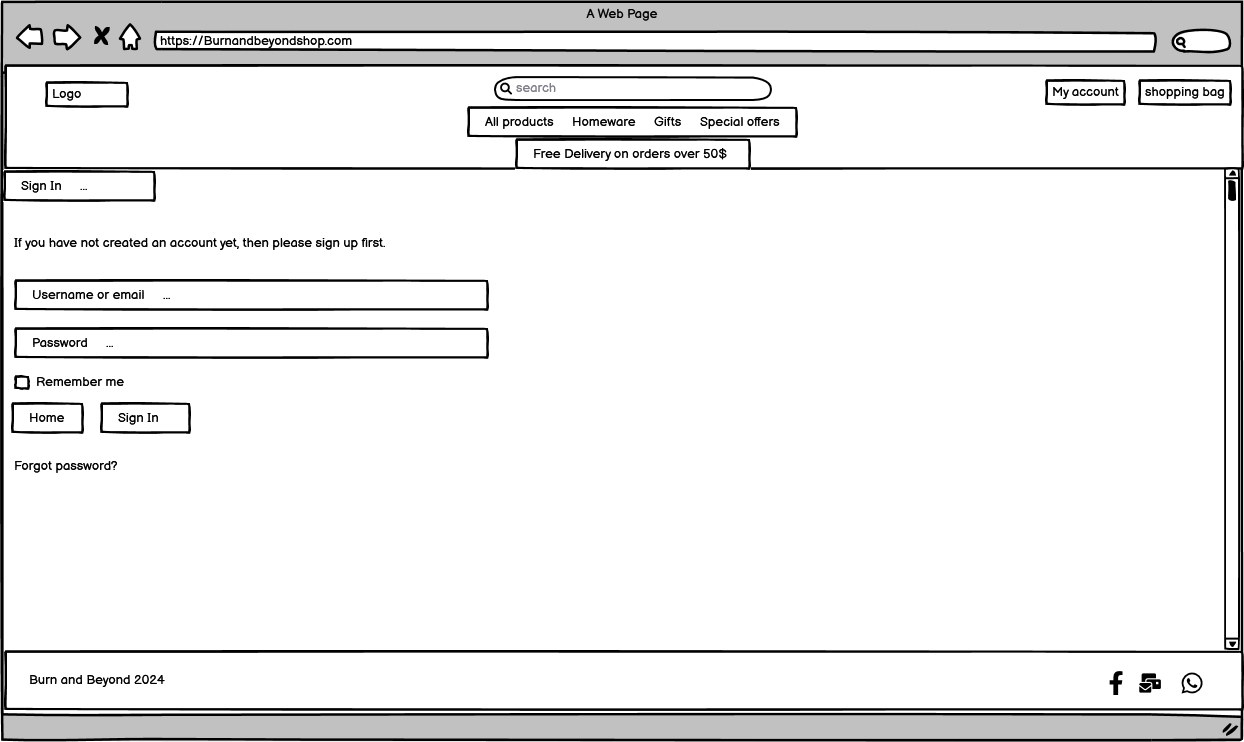 A Web Page
https://Burnandbeyondshop.com
Logo
search
My account
shopping bag
All products Homeware Gifts Special offers
Free Delivery on orders over 50$
Sign In ...
If you have not created an account yet, then please sign up first.
Username or email ...
Password ...
Remember me
Home
Sign In
Forgot password?
Burn and Beyond 2024